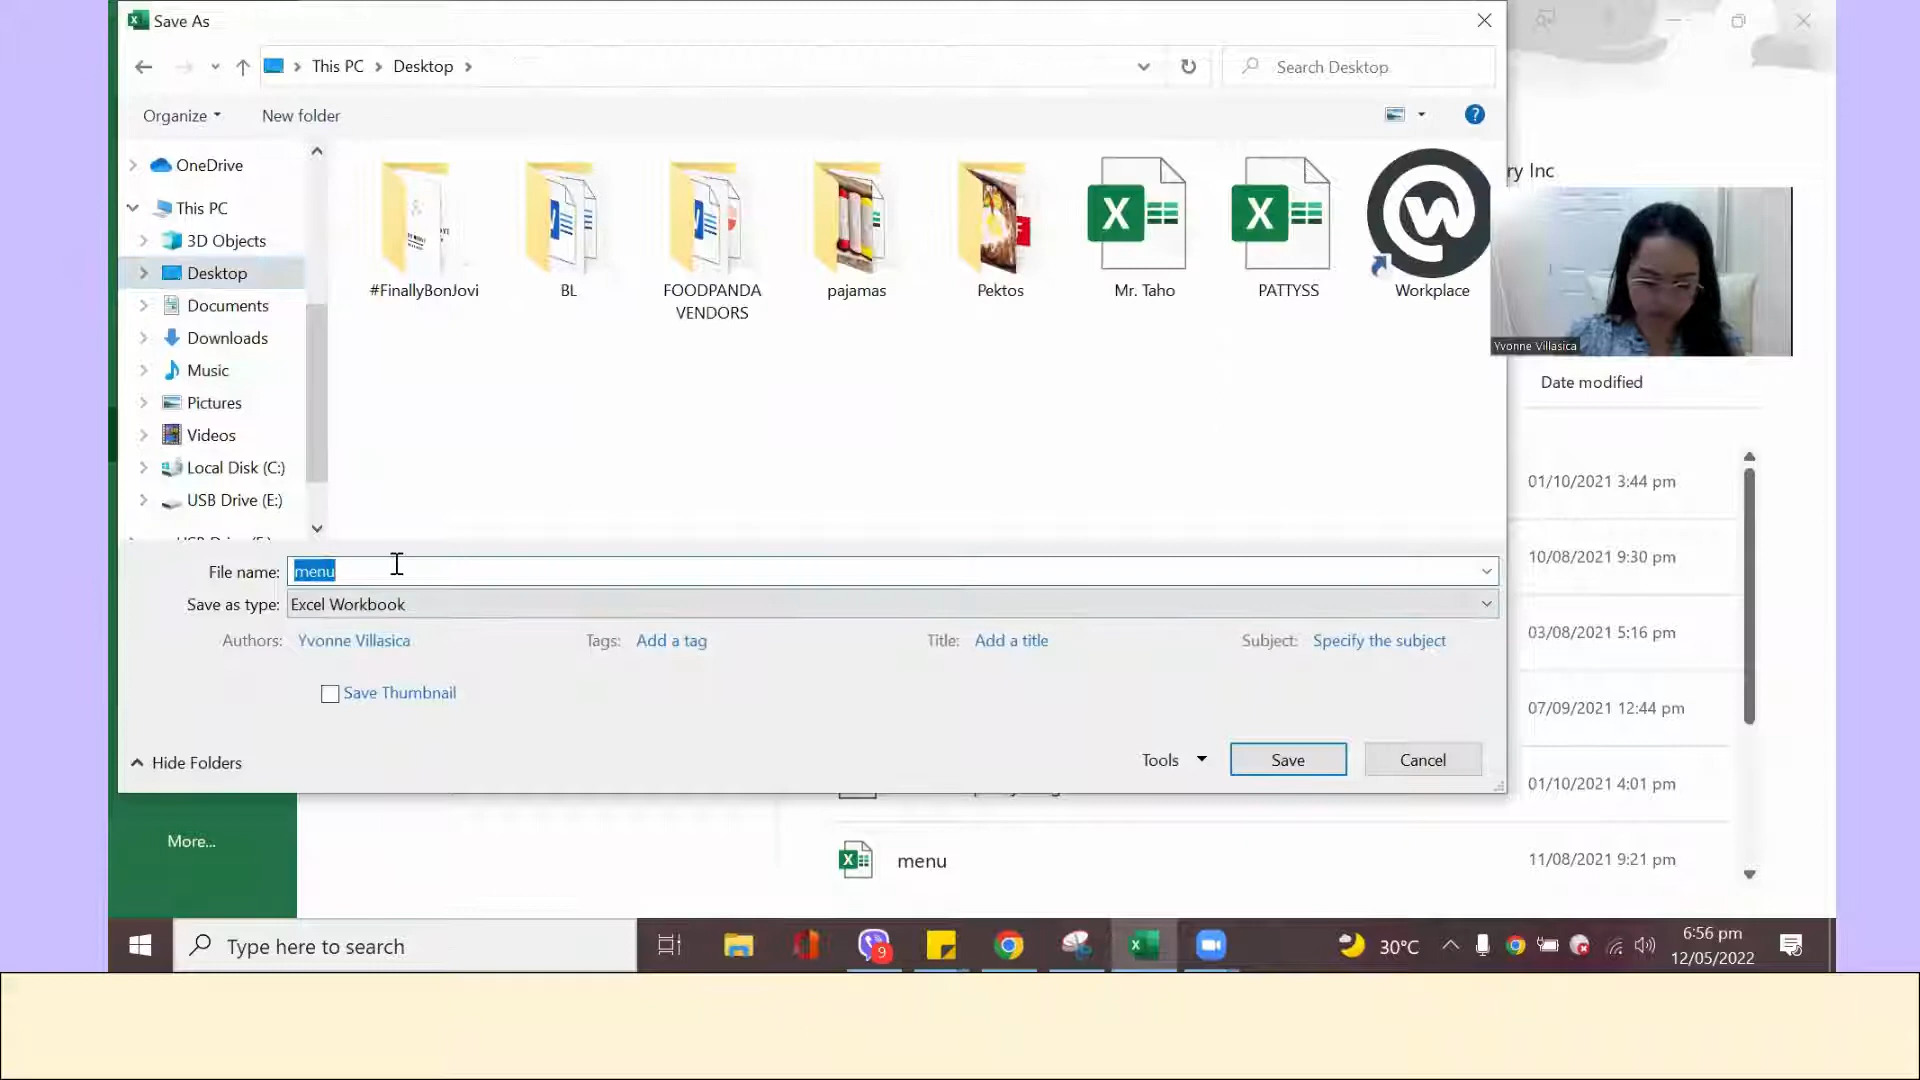 Save As
This PC
Desktop
Search Desktop
Organize
New folder
OneDrive
This PC
3D Objects
Desktop
Documents
Downloads
Music
Pictures
Videos
Local Disk (C:)
USB Drive (E:)
#FinallyBonJovi
BL
FOODPANDA
VENDORS
pajamas
Pektos
Mr. Taho
PATTYSS
Workplace
ry Inc
Yvonne Villasica
Date modified
01/10/2021 3:44 pm
10/08/2021 9:30 pm
03/08/2021 5:16 pm
07/09/2021 12:44 pm
01/10/2021 4:01 pm
11/08/2021 9:21 pm
File name: menu
Save as type: Excel Workbook
Authors: Yvonne Villasica
Tags: Add a tag
Title: Add a title
Subject: Specify the subject
Save Thumbnail
Hide Folders
Tools
Save
Cancel
More...
menu
Type here to search
9
30°C
6:56 pm
12/05/2022